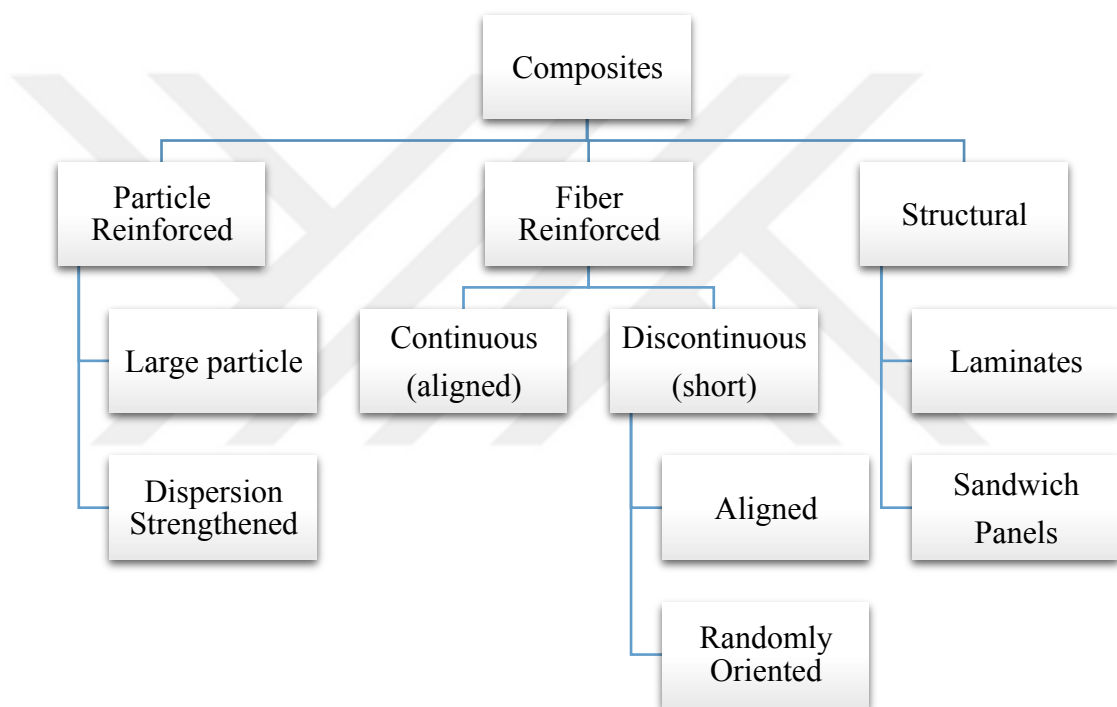 Composites
Particle
Reinforced
Fiber
Reinforced
Structural
Large particle
Continuous
(aligned)
Discontinuous
(short)
Laminates
Dispersion
Strengthened
Aligned
Sandwich
Panels
Randomly
Oriented